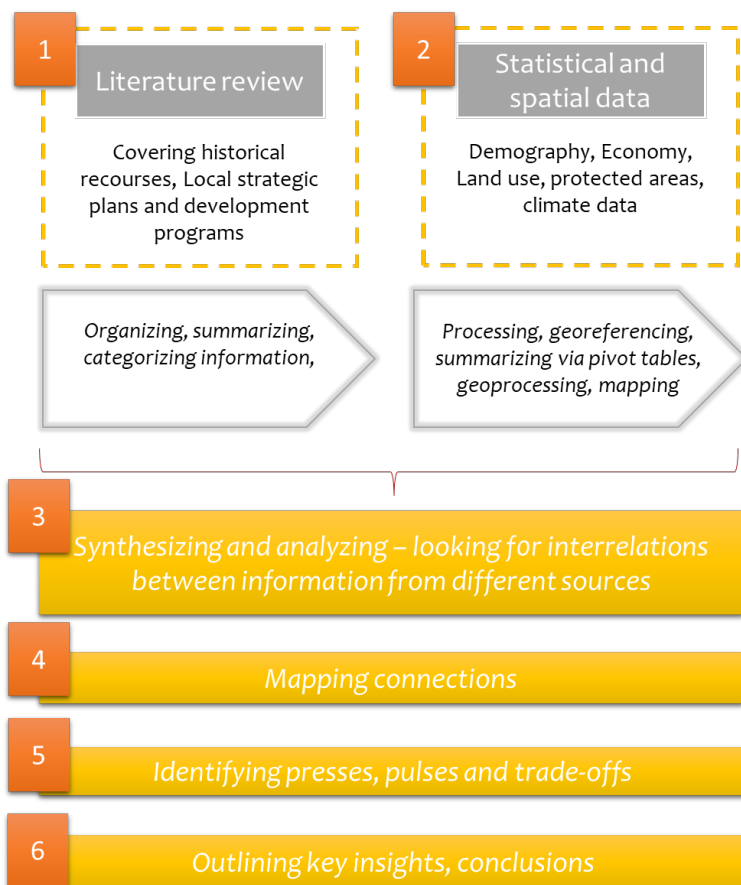 1
Literature review
Covering historical
recourses, Local strategic
plans and development
programs
2
Statistical and
spatial data
Demography, Economy,
Land use, protected areas,
climate data
Organizing, summarizing,
categorizing information,
Processing, georeferencing,
summarizing via pivot tables,
geoprocessing, mapping
3
Synthesizing and analyzing – looking for interrelations
between information from different sources
4
Mapping connections
5
Identifying presses, pulses and trade-offs
6
Outlining key insights, conclusions